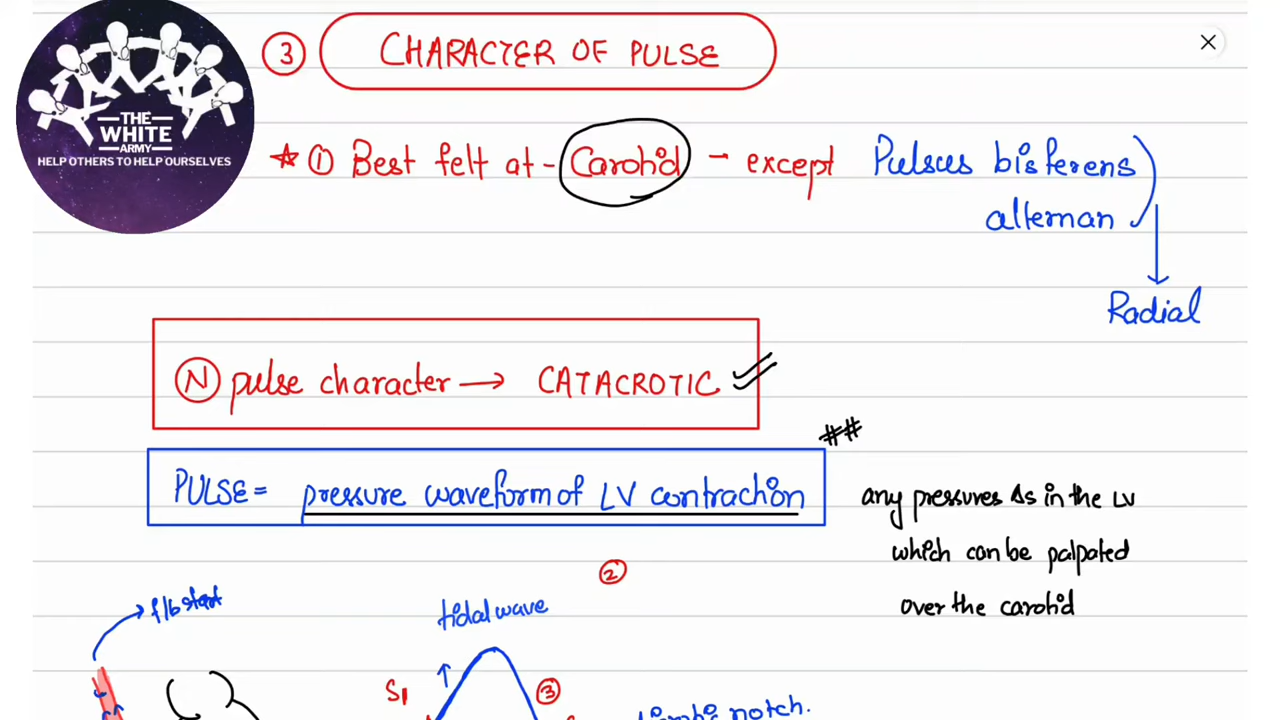 THE
WHITE
ARMY
HELP OTHERS TO HELP OURSELVES
③ CHARACTER OF PULSE
① Best felt at - Carotid - except Pulsus bisferens
alternan
Radial
Ⓝ pulse character → CATACROTIC
##
PULSE = pressure waveform of LV contraction
any pressures Δs in the LV
which can be palpated
over the carotid
②
f/b start
tidal wave
S1
③
notch.